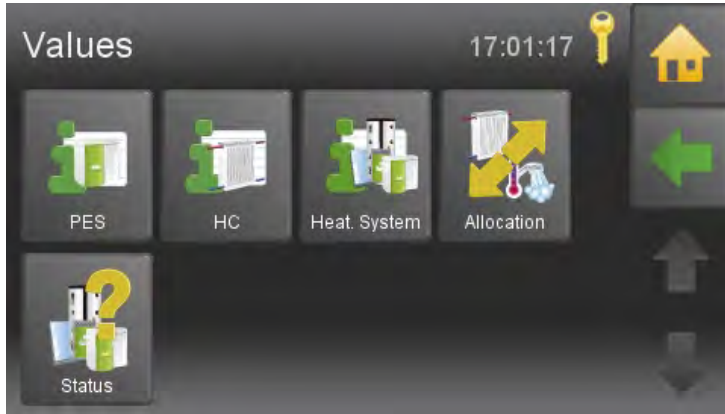 Values
17:01:17
PES
HC
Heat. System
Allocation
Status